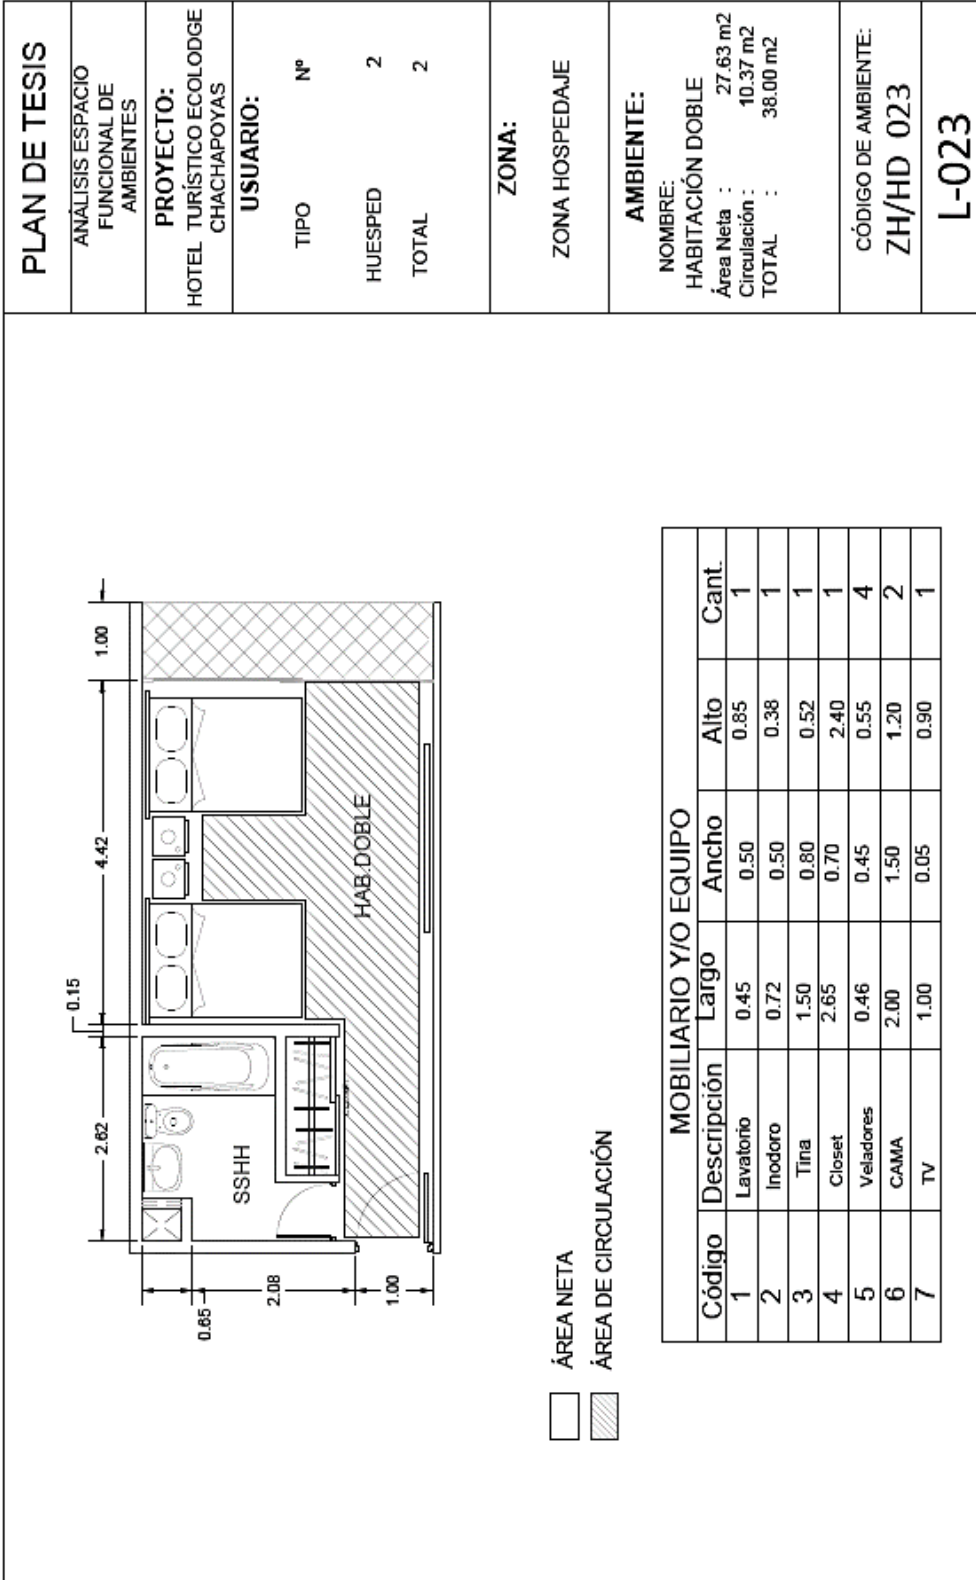 PLAN DE TESIS
ANÁLISIS ESPACIO
FUNCIONAL DE
AMBIENTES
PROYECTO:
HOTEL TURÍSTICO ECOLODGE
CHACHAPOYAS
USUARIO:
TIPO Nº
HUESPED 2
TOTAL 2
ZONA:
ZONA HOSPEDAJE
AMBIENTE:
NOMBRE:
HABITACIÓN DOBLE
Área Neta : 27.63 m2
Circulación : 10.37 m2
TOTAL : 38.00 m2
CÓDIGO DE AMBIENTE:
ZH/HD 023
L-023
2.62
0.15
4.42
1.00
0.65
2.08
1.00
SSHH
HAB.DOBLE
ÁREA NETA
ÁREA DE CIRCULACIÓN
MOBILIARIO Y/O EQUIPO
Código Descripción Largo Ancho Alto Cant.
1 Lavatorio 0.45 0.50 0.85 1
2 Inodoro 0.72 0.50 0.38 1
3 Tina 1.50 0.80 0.52 1
4 Closet 2.65 0.70 2.40 1
5 Veladores 0.46 0.45 0.55 4
6 CAMA 2.00 1.50 1.20 2
7 TV 1.00 0.05 0.90 1